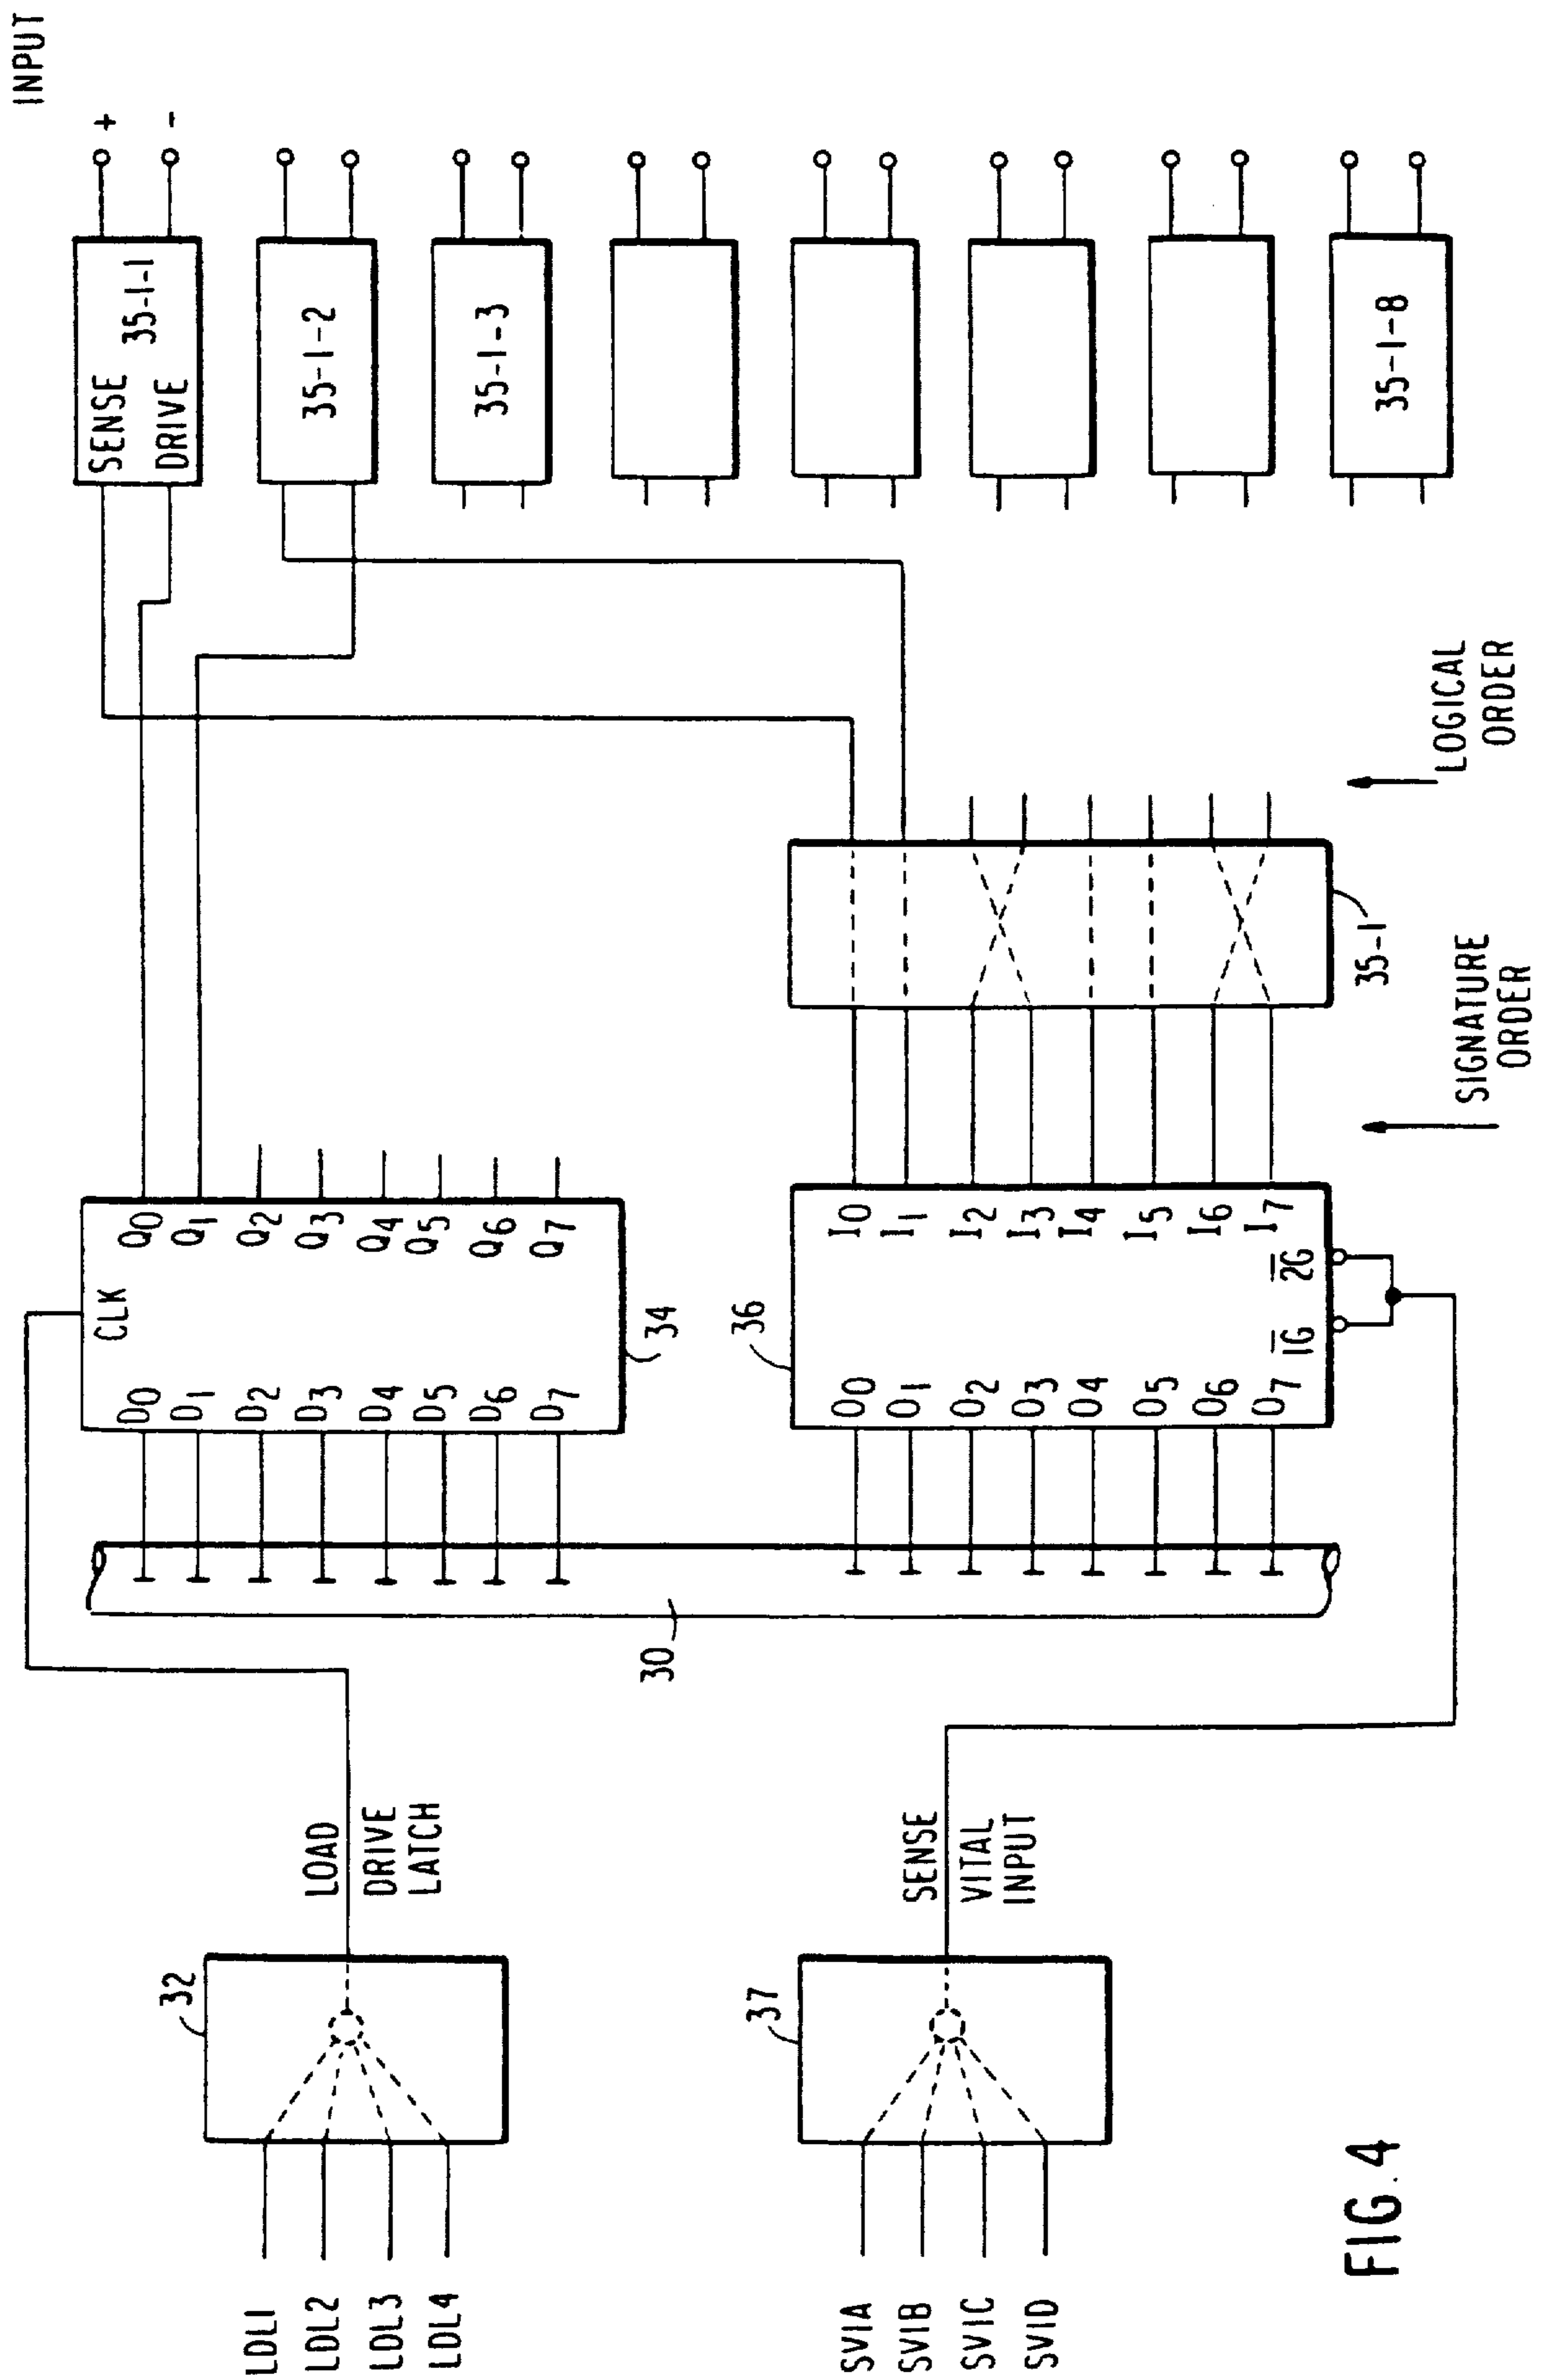 INPUT
+
-
SENSE
35-1-1
DRIVE
35-1-2
35-1-3
35-1-8
LOGICAL
ORDER
SIGNATURE
ORDER
35-1
CLK
D0 Q0
D1 Q1
D2 Q2
D3 Q3
D4 Q4
D5 Q5
D6 Q6
D7 Q7
34
36
O0 I0
O1 I1
O2 I2
O3 I3
O4 I4
O5 I5
O6 I6
O7 I7
1G 2G
30
LOAD
DRIVE
LATCH
SENSE
VITAL
INPUT
32
37
LDL1
LDL2
LDL3
LDL4
SVIA
SVIB
SVIC
SVID
FIG. 4